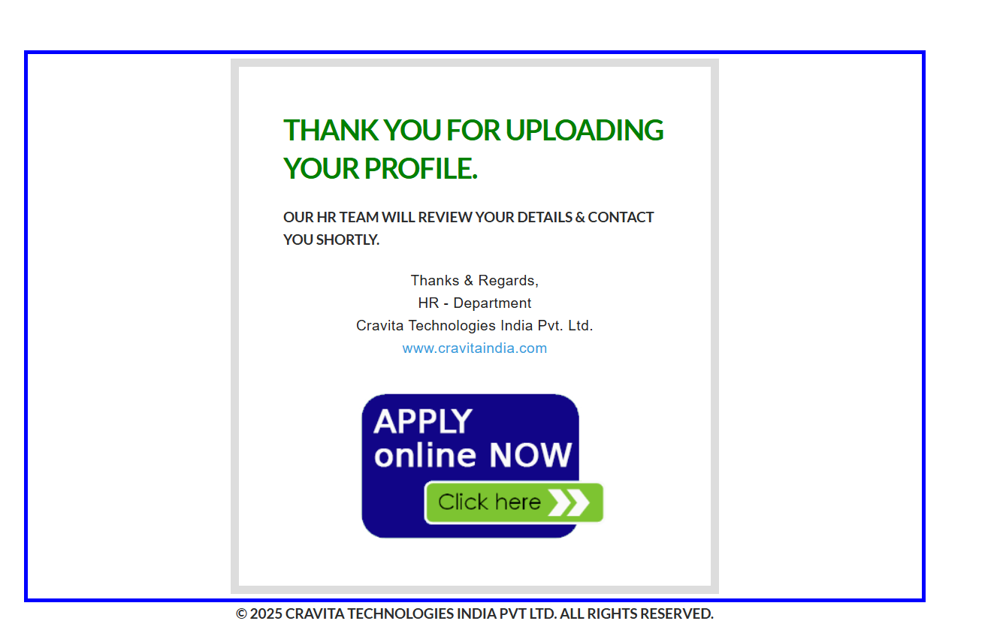 THANK YOU FOR UPLOADING
YOUR PROFILE.
OUR HR TEAM WILL REVIEW YOUR DETAILS & CONTACT
YOU SHORTLY.
Thanks & Regards,
HR - Department
Cravita Technologies India Pvt. Ltd.
www.cravitaindia.com
APPLY
online NOW
Click here
© 2025 CRAVITA TECHNOLOGIES INDIA PVT LTD. ALL RIGHTS RESERVED.